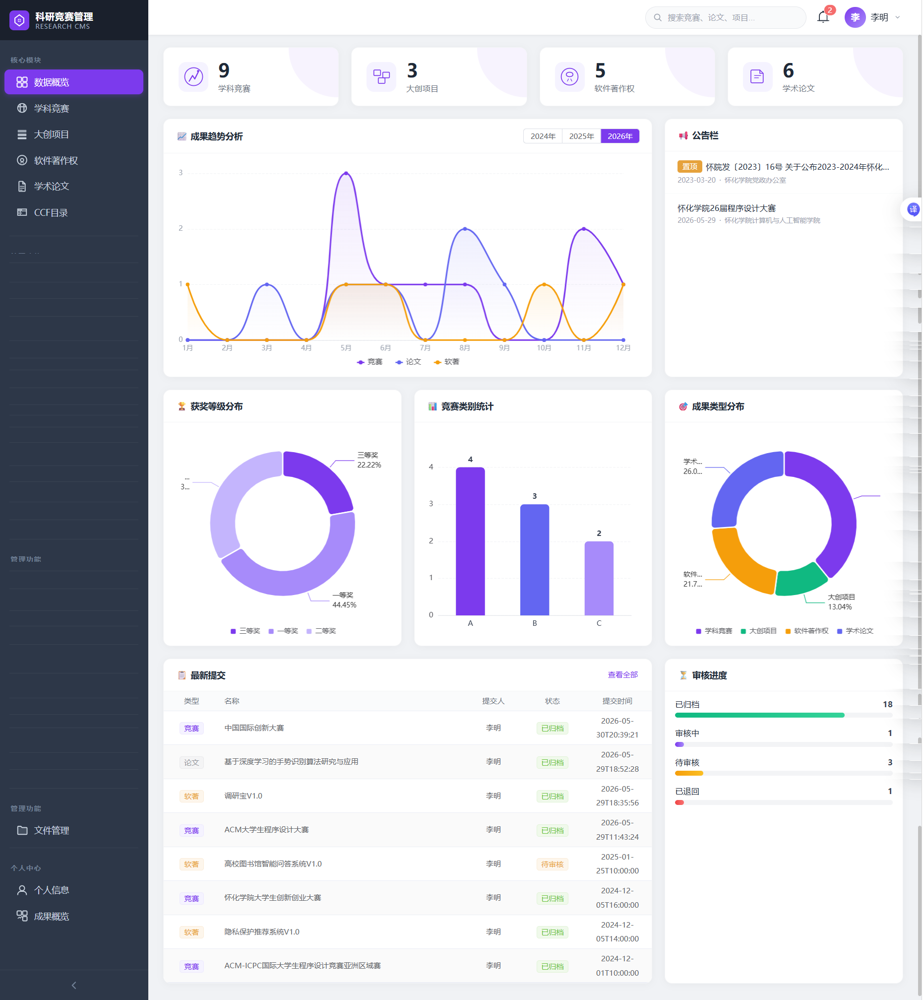 科研竞赛管理
RESEARCH CMS
搜索竞赛、论文、项目...
2
李
李明
核心模块
数据概览
学科竞赛
大创项目
软件著作权
学术论文
CCF目录
管理功能
管理功能
文件管理
个人中心
个人信息
成果概览
9
学科竞赛
3
大创项目
5
软件著作权
6
学术论文
成果趋势分析
2024年
2025年
2026年
3
2
1
0
1月
2月
3月
4月
5月
6月
7月
8月
9月
10月
11月
12月
竞赛
论文
软著
公告栏
置顶 怀院发〔2023〕16号 关于公布2023-2024年怀化...
2023-03-20 · 怀化学院党政办公室
怀化学院26届程序设计大赛
2026-05-29 · 怀化学院计算机与人工智能学院
译
获奖等级分布
三等奖
22.22%
...
3...
一等奖
44.45%
三等奖
一等奖
二等奖
竞赛类别统计
4
3
2
1
0
4
3
2
A
B
C
成果类型分布
学术...
26.0...
软件...
21.7...
大创项目
13.04%
学科竞赛
大创项目
软件著作权
学术论文
最新提交
查看全部
类型 名称 提交人 状态 提交时间
竞赛 中国国际创新大赛 李明 已归档 2026-05-
30T20:39:21
论文 基于深度学习的手势识别算法研究与应用 李明 已归档 2026-05-
29T18:52:28
软著 调研宝V1.0 李明 已归档 2026-05-
29T18:35:56
竞赛 ACM大学生程序设计大赛 李明 已归档 2026-05-
29T11:43:24
软著 高校图书馆智能问答系统V1.0 李明 待审核 2025-01-
25T10:00:00
竞赛 怀化学院大学生创新创业大赛 李明 已归档 2024-12-
05T16:00:00
软著 隐私保护推荐系统V1.0 李明 已归档 2024-12-
05T14:00:00
竞赛 ACM-ICPC国际大学生程序设计竞赛亚洲区域赛 李明 已归档 2024-12-
01T10:00:00
审核进度
已归档 18
审核中 1
待审核 3
已退回 1